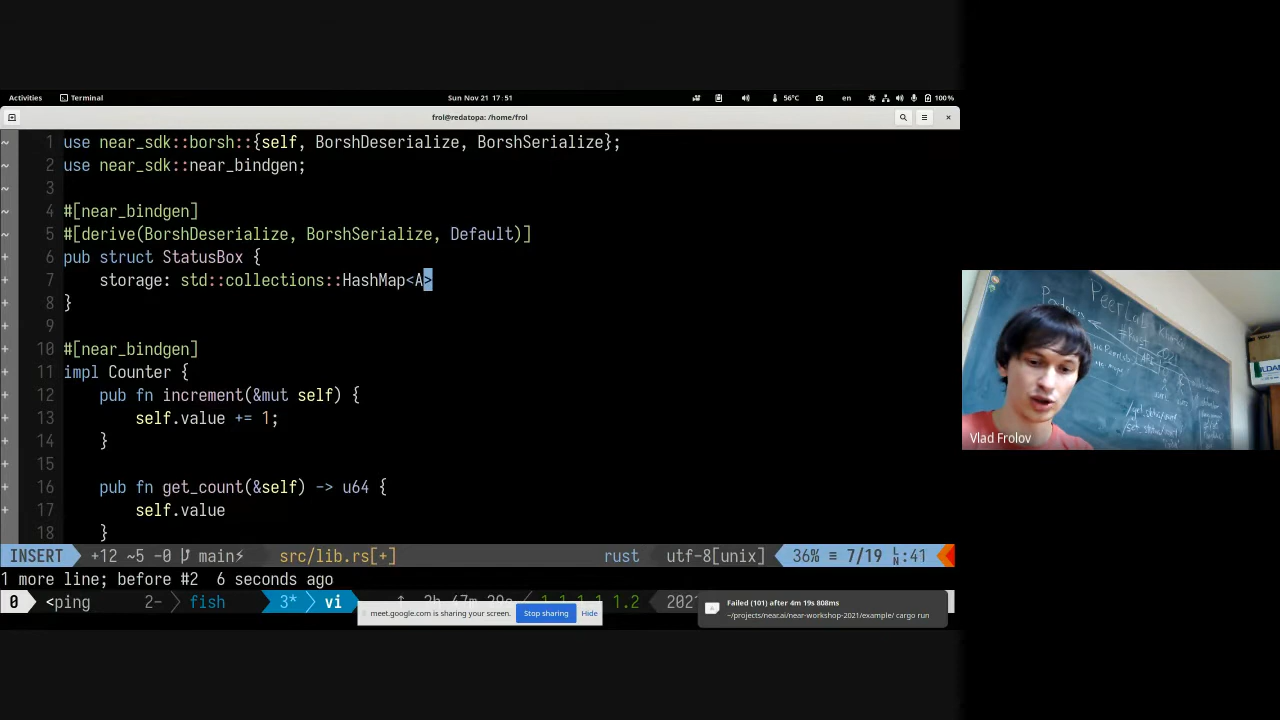 Activities Terminal Sun Nov 21 17:51 56°C en 100%
frol@redatopa: /home/frol
~ 1 use near_sdk::borsh::{self, BorshDeserialize, BorshSerialize};
~ 2 use near_sdk::near_bindgen;
~ 3
~ 4 #[near_bindgen]
~ 5 #[derive(BorshDeserialize, BorshSerialize, Default)]
~ 6 pub struct StatusBox {
+ 7 storage: std::collections::HashMap<A>
+ 8 }
+ 9
+ 10 #[near_bindgen]
+ 11 impl Counter {
+ 12 pub fn increment(&mut self) {
+ 13 self.value += 1;
+ 14 }
+ 15
+ 16 pub fn get_count(&self) -> u64 {
+ 17 self.value
+ 18 }
INSERT +12 ~5 -0 main⚡ src/lib.rs[+] rust utf-8[unix] 36% ≡ 7/19 LN:41
1 more line; before #2 6 seconds ago
0 <ping 2- fish 3* vi
meet.google.com is sharing your screen. Stop sharing Hide
Failed (101) after 4m 19s 808ms
~/projects/near.ai/near-workshop-2021/example/ cargo run
PeerLab
Vlad Frolov